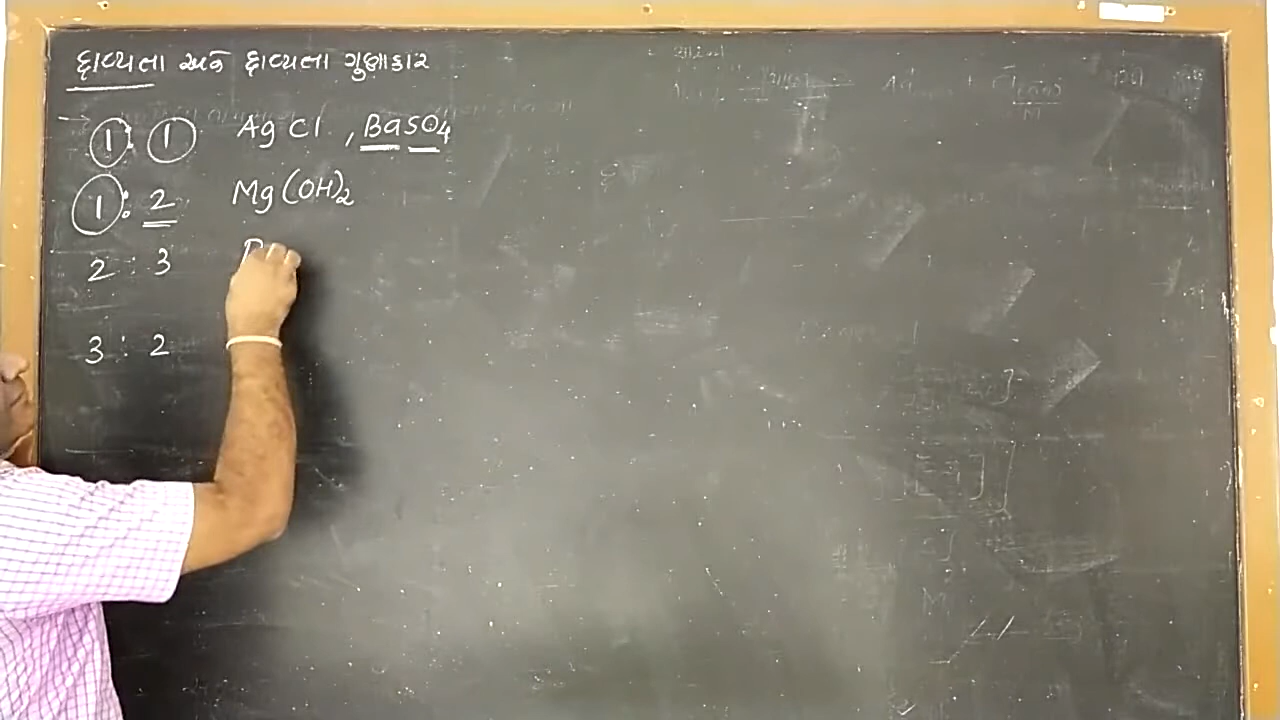 દ્રાવ્યતા અને દ્રાવ્યતા ગુણાકાર
→ 1 : 1 AgCl , BaSO4
1 : 2 Mg(OH)2
2 : 3
3 : 2